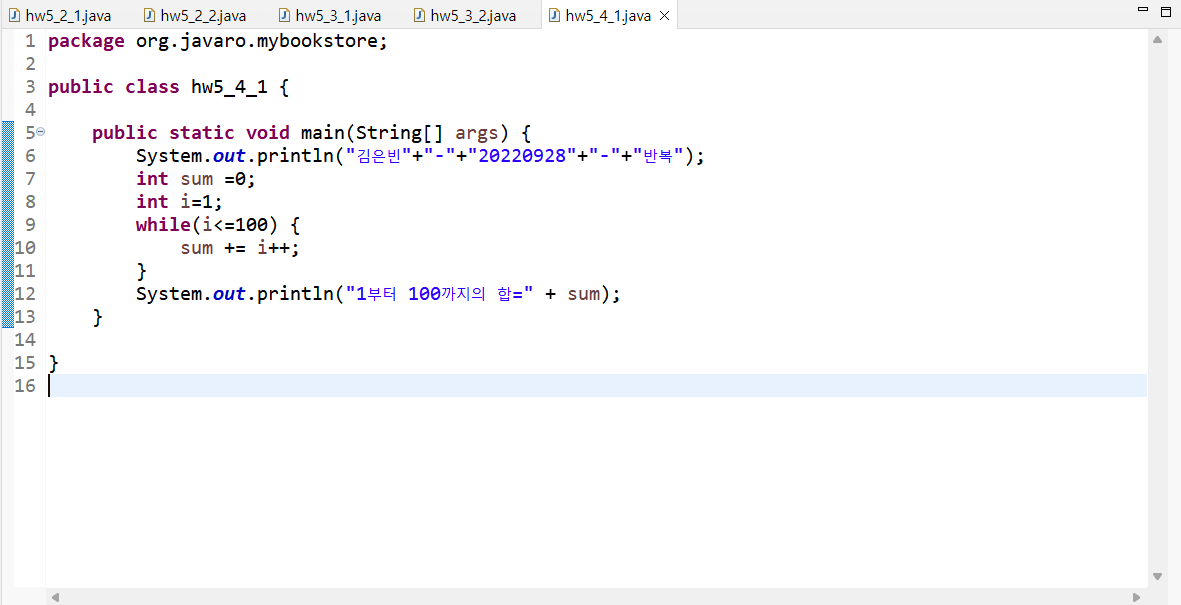 hw5_2_1.java hw5_2_2.java hw5_3_1.java hw5_3_2.java hw5_4_1.java
1 package org.javaro.mybookstore;
2
3 public class hw5_4_1 {
4
5 public static void main(String[] args) {
6 System.out.println("김은빈"+"-"+"20220928"+"-"+"반복");
7 int sum =0;
8 int i=1;
9 while(i<=100) {
10 sum += i++;
11 }
12 System.out.println("1부터 100까지의 합=" + sum);
13 }
14
15 }
16